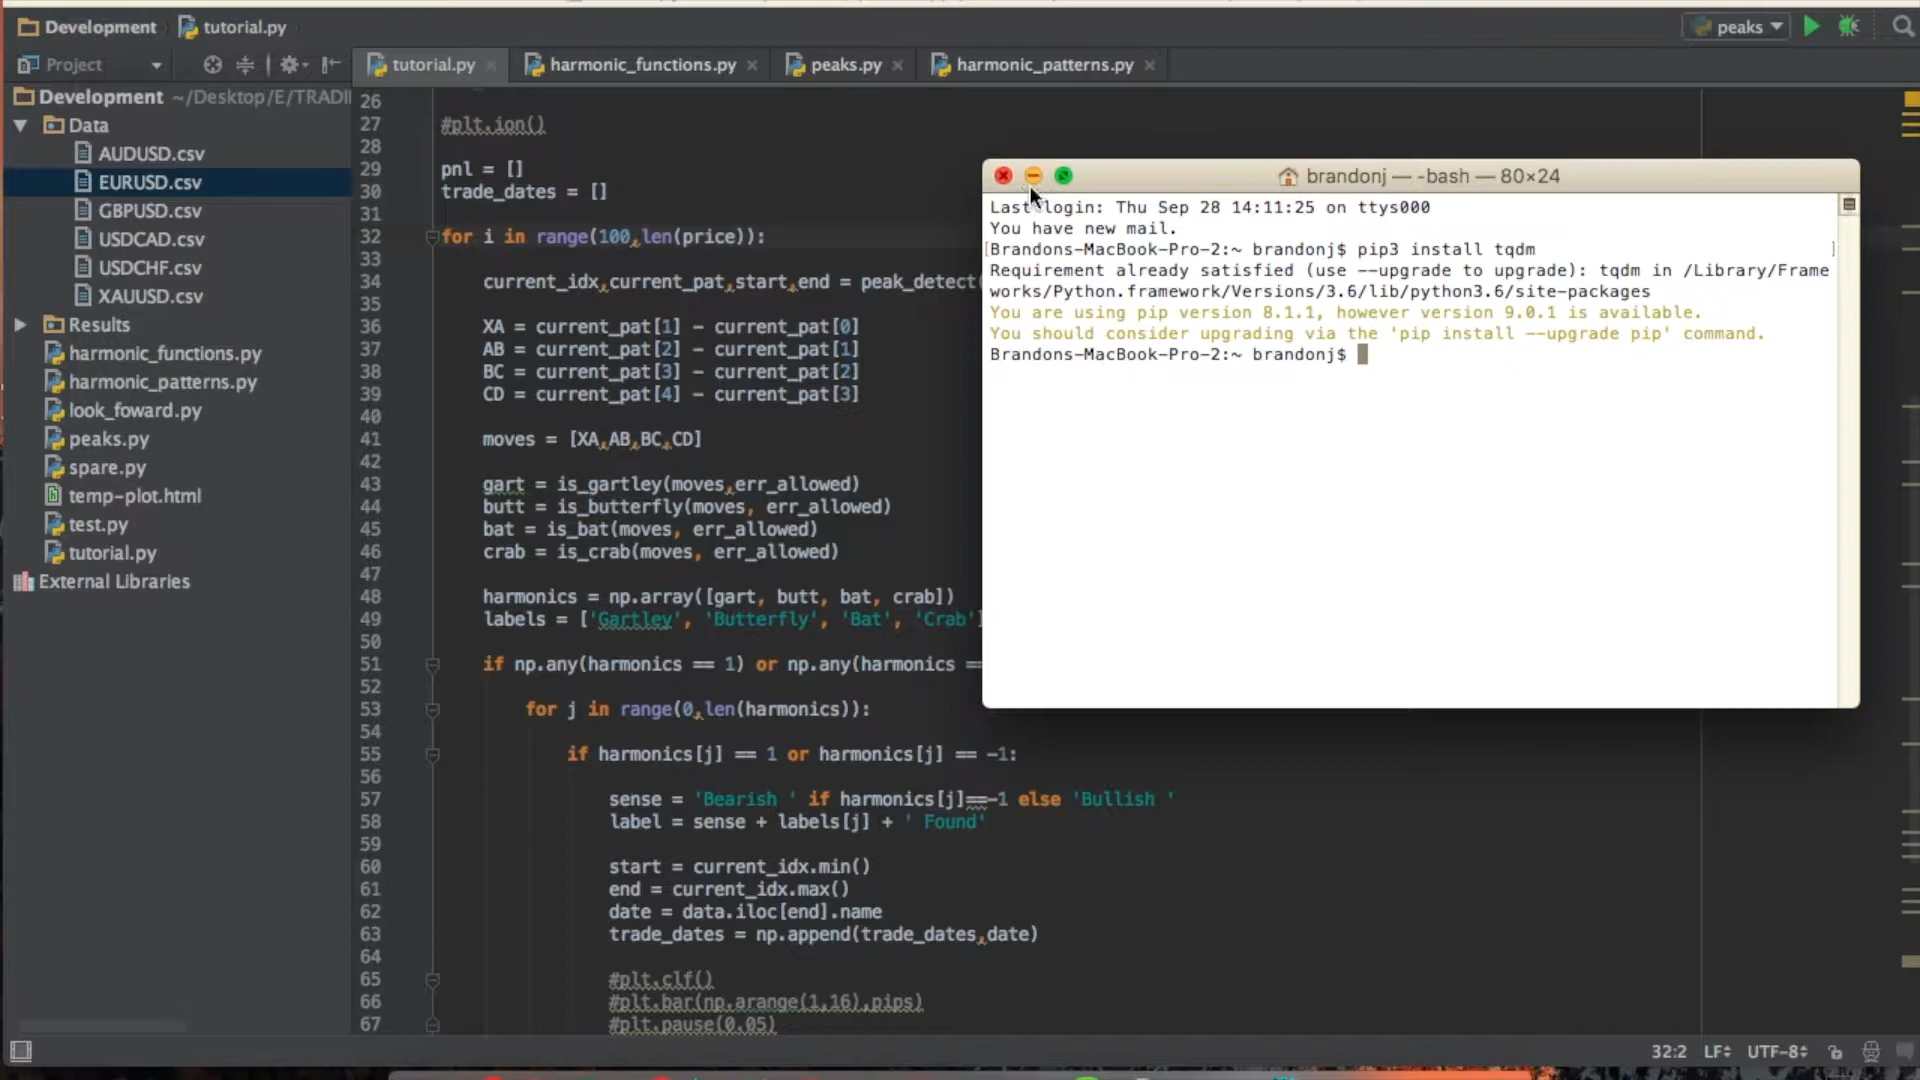 Development
tutorial.py
peaks
Project
tutorial.py
harmonic_functions.py
peaks.py
harmonic_patterns.py
Development ~/Desktop/E/TRADI
Data
AUDUSD.csv
EURUSD.csv
GBPUSD.csv
USDCAD.csv
USDCHF.csv
XAUUSD.csv
Results
harmonic_functions.py
harmonic_patterns.py
look_foward.py
peaks.py
spare.py
temp-plot.html
test.py
tutorial.py
External Libraries
26
27 #plt.ion()
28
29 pnl = []
30 trade_dates = []
31
32 for i in range(100,len(price)):
33
34 current_idx,current_pat,start,end = peak_detect(
35
36 XA = current_pat[1] - current_pat[0]
37 AB = current_pat[2] - current_pat[1]
38 BC = current_pat[3] - current_pat[2]
39 CD = current_pat[4] - current_pat[3]
40
41 moves = [XA,AB,BC,CD]
42
43 gart = is_gartley(moves,err_allowed)
44 butt = is_butterfly(moves, err_allowed)
45 bat = is_bat(moves, err_allowed)
46 crab = is_crab(moves, err_allowed)
47
48 harmonics = np.array([gart, butt, bat, crab])
49 labels = ['Gartley', 'Butterfly', 'Bat', 'Crab']
50
51 if np.any(harmonics == 1) or np.any(harmonics ==
52
53 for j in range(0,len(harmonics)):
54
55 if harmonics[j] == 1 or harmonics[j] == -1:
56
57 sense = 'Bearish ' if harmonics[j]==-1 else 'Bullish '
58 label = sense + labels[j] + ' Found'
59
60 start = current_idx.min()
61 end = current_idx.max()
62 date = data.iloc[end].name
63 trade_dates = np.append(trade_dates,date)
64
65 #plt.clf()
66 #plt.bar(np.arange(1,16),pips)
67 #plt.pause(0.05)
brandonj — -bash — 80×24
Last login: Thu Sep 28 14:11:25 on ttys000
You have new mail.
[Brandons-MacBook-Pro-2:~ brandonj$ pip3 install tqdm ]
Requirement already satisfied (use --upgrade to upgrade): tqdm in /Library/Frame
works/Python.framework/Versions/3.6/lib/python3.6/site-packages
You are using pip version 8.1.1, however version 9.0.1 is available.
You should consider upgrading via the 'pip install --upgrade pip' command.
Brandons-MacBook-Pro-2:~ brandonj$
32:2 LF UTF-8